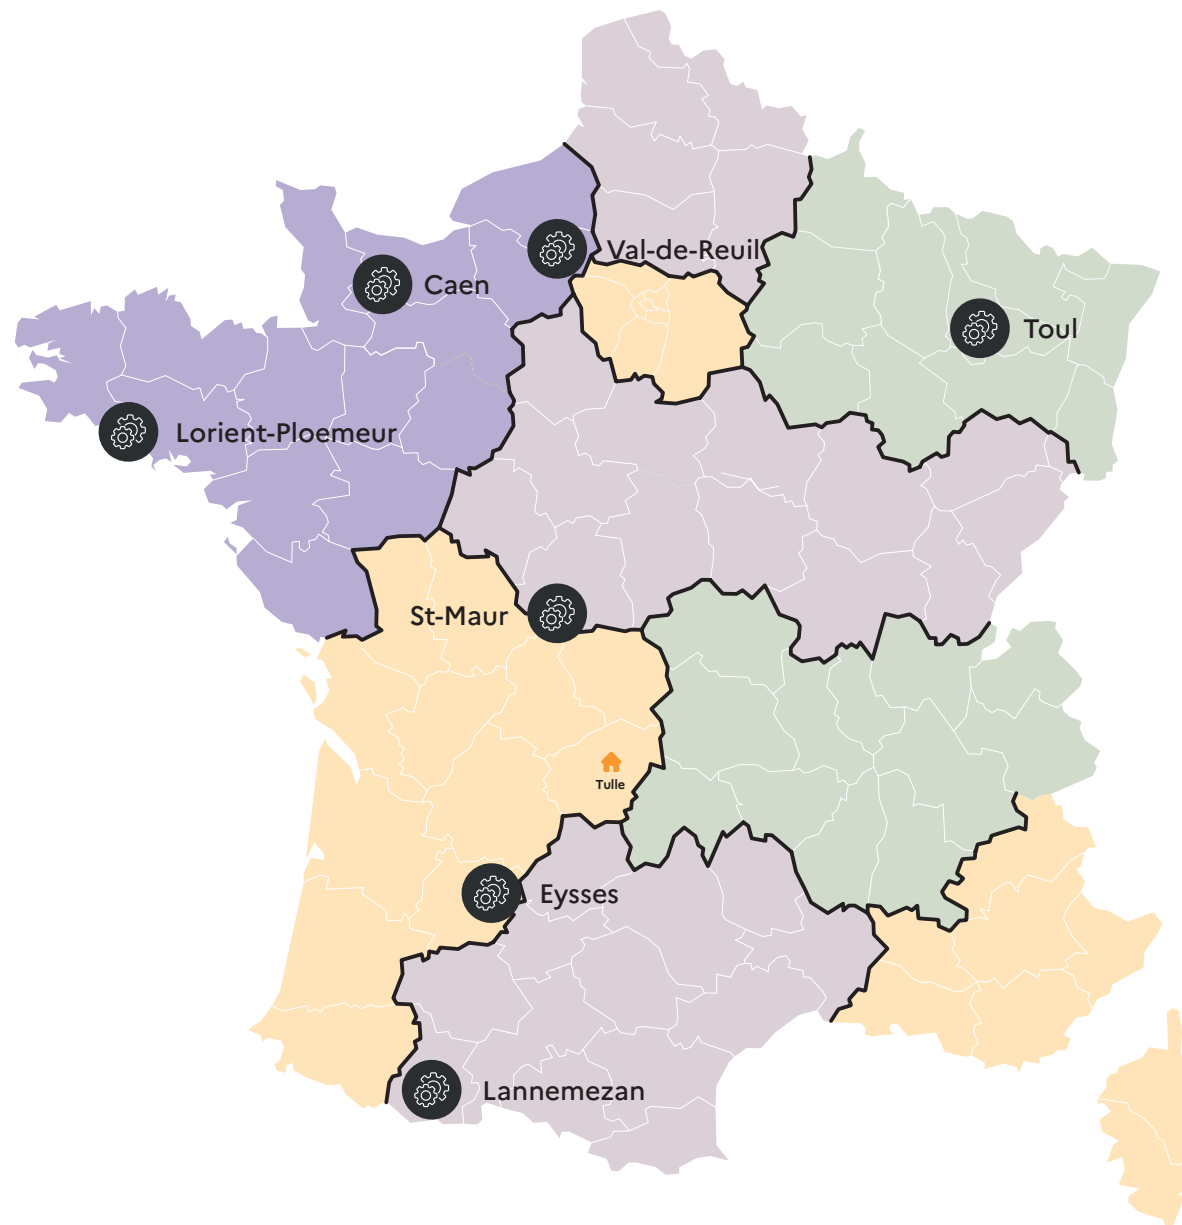 Val-de-Reuil
Caen
Toul
Lorient-Ploemeur
St-Maur
Tulle
Eysses
Lannemezan